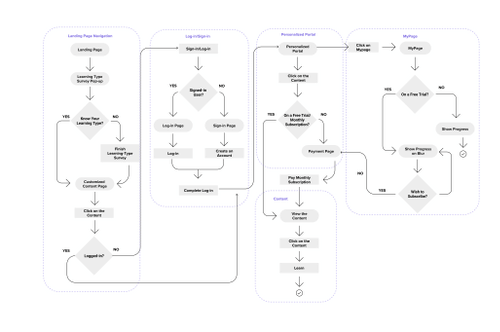 Landing Page Navigation
Landing Page
Learning Type
Survey Pop-up
Know Your
Learning Type?
YES
NO
Finish
Learning Type
Survey
Customized
Content Page
Click on the
Content
Logged in?
YES
NO
Log-in/Sign-in
Sign-in/Log-in
Signed in
YES
NO
Log-in Page
Sign-in Page
Log-in
Create an
Account
Complete Log-in
Personalized Portal
Personalized
Portal
Click on the
Content
On a Free Trial/
Monthly
Subscription?
YES
NO
Payment Page
Pay Monthly
Subscription
Content
View the
Content
Click on the
Content
Learn
MyPage
Click on
Mypage
MyPage
On a Free Trial?
YES
NO
Show Progress
Show Progress
on Blur
Wish to
Subscribe?
YES
NO